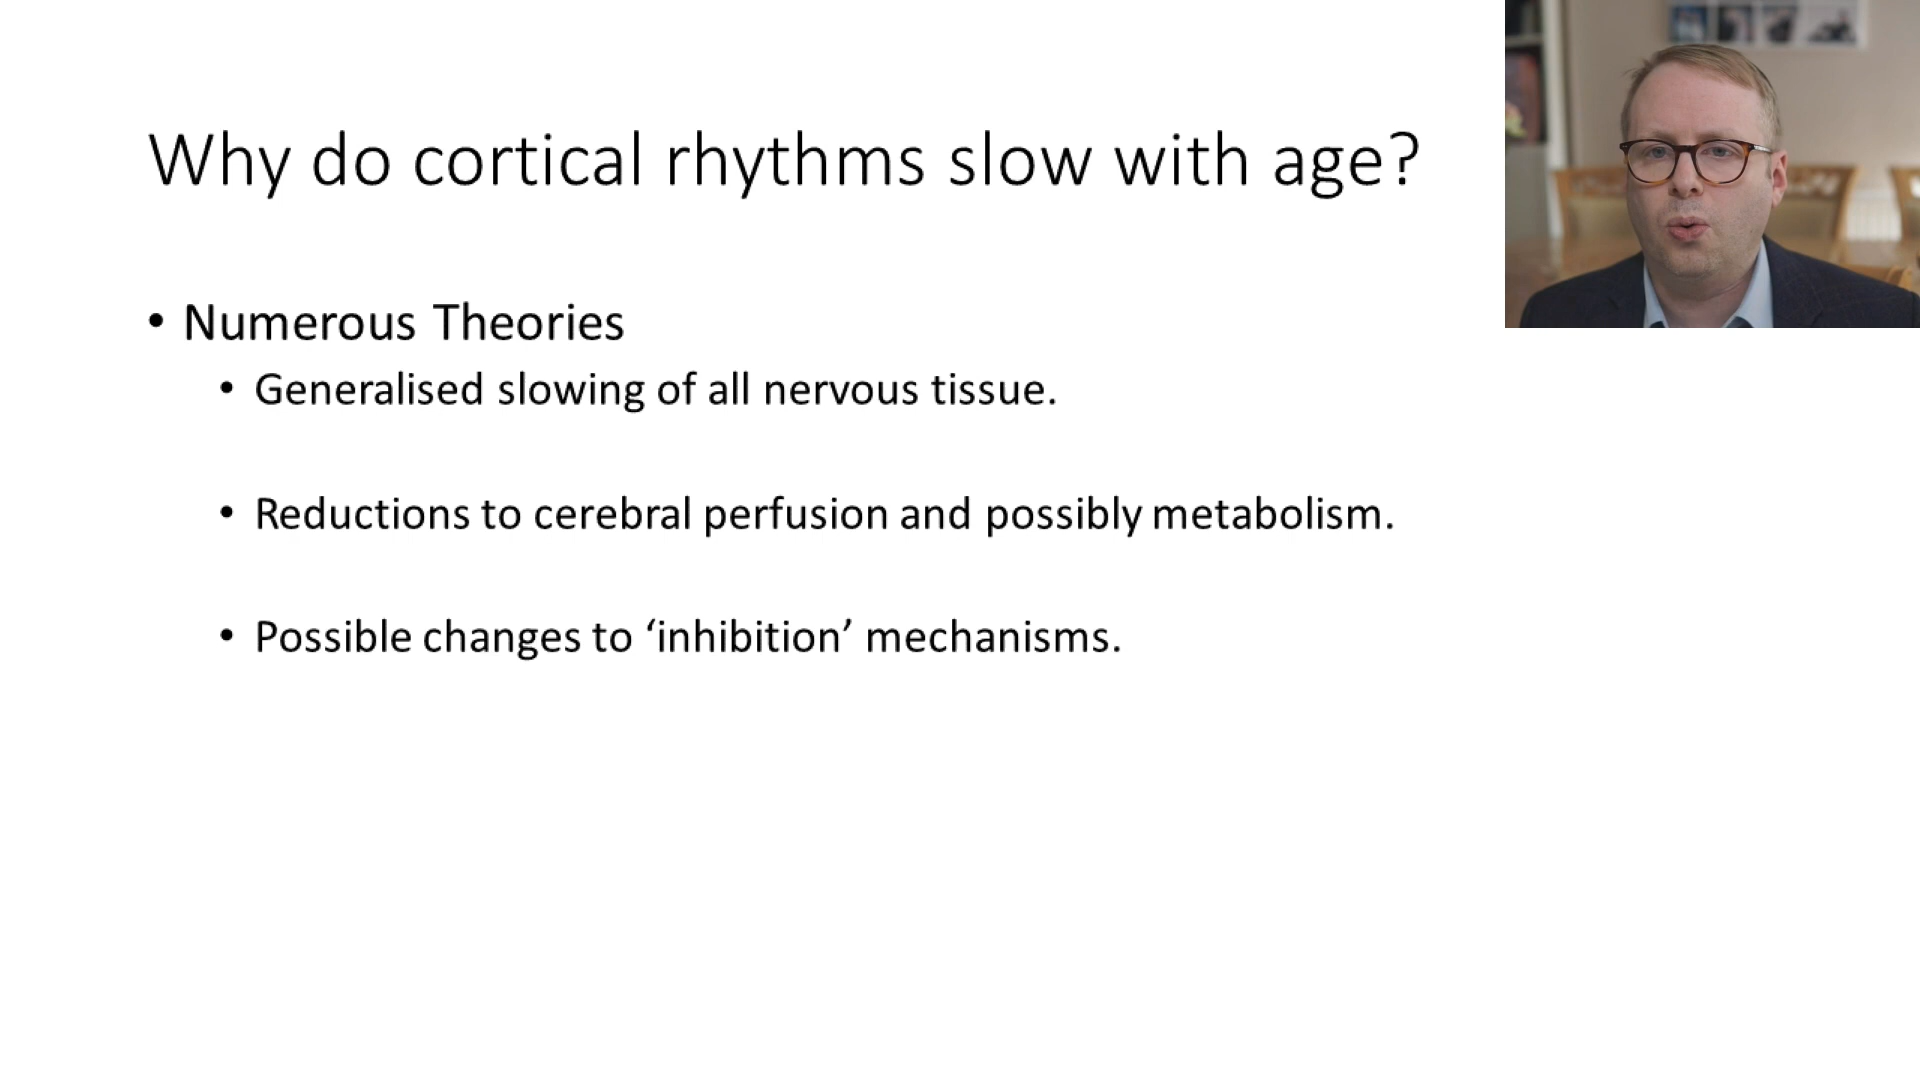 Why do cortical rhythms slow with age?
• Numerous Theories
• Generalised slowing of all nervous tissue.
• Reductions to cerebral perfusion and possibly metabolism.
• Possible changes to ‘inhibition’ mechanisms.